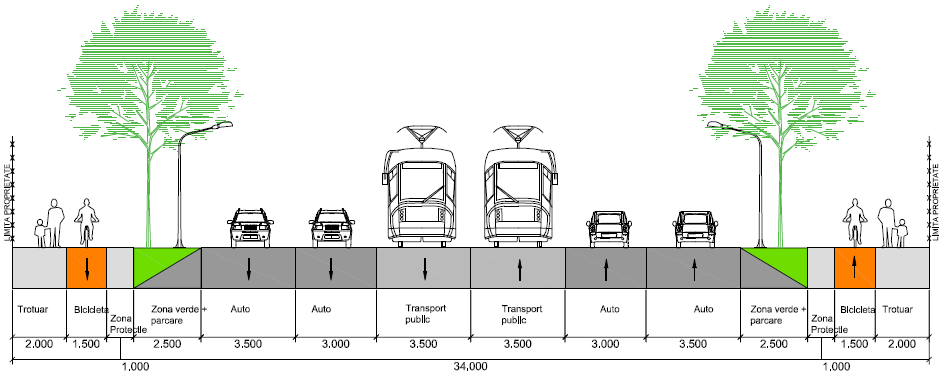 LIMITA PROPRIETATE
LIMITA PROPRIETATE
Trotuar
Bicicleta
Zona
Protectie
Zona verde +
parcare
Auto
Auto
Transport
public
Transport
public
Auto
Auto
Zona verde +
parcare
Zona
Protectie
Bicicleta
Trotuar
2.000
1.500
2.500
3.500
3.000
3.500
3.500
3.000
3.500
2.500
1.500
2.000
1.000
34,000
1.000